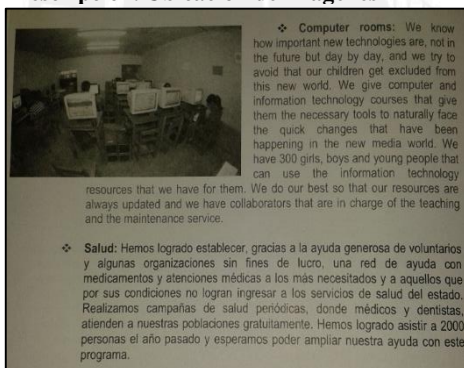 ❖ Computer rooms: We know
how important new technologies are, not in
the future but day by day, and we try to
avoid that our children get excluded from
this new world. We give computer and
information technology courses that give
them the necessary tools to naturally face
the quick changes that have been
happening in the new media world. We
have 300 girls, boys and young people that
can use the information technology
resources that we have for them. We do our best so that our resources are
always updated and we have collaborators that are in charge of the teaching
and the maintenance service.
❖ Salud: Hemos logrado establecer, gracias a la ayuda generosa de voluntarios
y algunas organizaciones sin fines de lucro, una red de ayuda con
medicamentos y atenciones médicas a los más necesitados y a aquellos que
por sus condiciones no logran ingresar a los servicios de salud del estado.
Realizamos campañas de salud periódicas, donde médicos y dentistas,
atienden a nuestras poblaciones gratuitamente. Hemos logrado asistir a 2000
personas el año pasado y esperamos poder ampliar nuestra ayuda con este
programa.